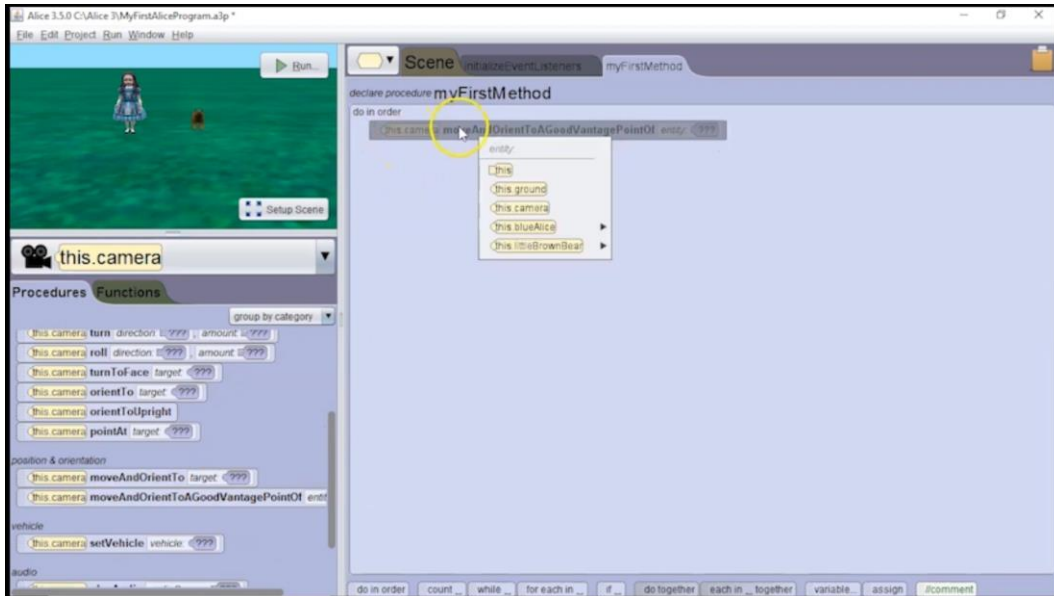 Alice 3.5.0 C:\Alice 3\MyFirstAliceProgram.a3p *
File Edit Project Run Window Help
Run...
Scene initializeEventListeners myFirstMethod
declare procedure myFirstMethod
do in order
this.camera moveAndOrientToAGoodVantagePointOf entity: ???
entity:
this
this.ground
this.camera
this.blueAlice
this.littleBrownBear
Setup Scene
this.camera
Procedures Functions
group by category
this.camera turn direction: ??? , amount: ???
this.camera roll direction: ??? , amount: ???
this.camera turnToFace target: ???
this.camera orientTo target: ???
this.camera orientToUpright
this.camera pointAt target: ???
position & orientation
this.camera moveAndOrientTo target: ???
this.camera moveAndOrientToAGoodVantagePointOf entit
vehicle
this.camera setVehicle vehicle: ???
audio
do in order count _ while _ for each in _ if _ do together each in _ together variable... assign //comment